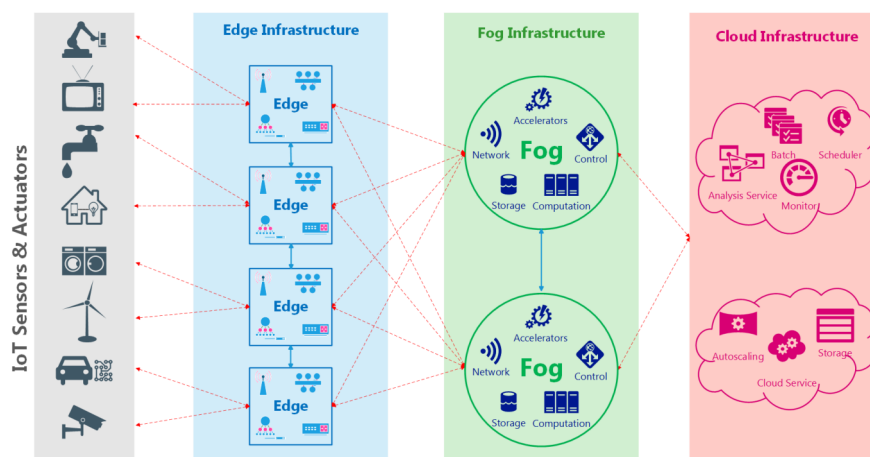 IoT Sensors & Actuators
Edge Infrastructure
Edge
Edge
Edge
Edge
Fog Infrastructure
Accelerators
Network
Fog
Control
Storage
Computation
Accelerators
Network
Fog
Control
Storage
Computation
Cloud Infrastructure
Batch
Scheduler
Analysis Service
Monitor
Autoscaling
Storage
Cloud Service